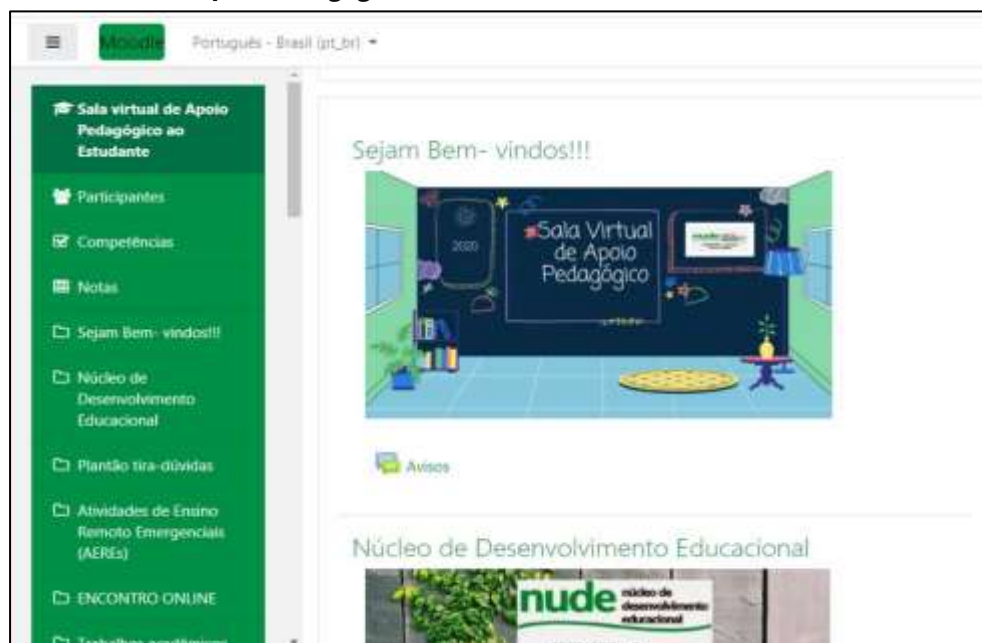 Moodle
Português - Brasil (pt_br)
Sala virtual de Apoio
Pedagógico ao
Estudante
Participantes
Competências
Notas
Sejam Bem- vindos!!!
Núcleo de
Desenvolvimento
Educacional
Plantão tira-dúvidas
Atividades de Ensino
Remoto Emergenciais
(AEREs)
ENCONTRO ONLINE
Sejam Bem- vindos!!!
2020
Sala Virtual
de Apoio
Pedagógico
Avisos
Núcleo de Desenvolvimento Educacional
nude núcleo de
desenvolvimento
educacional